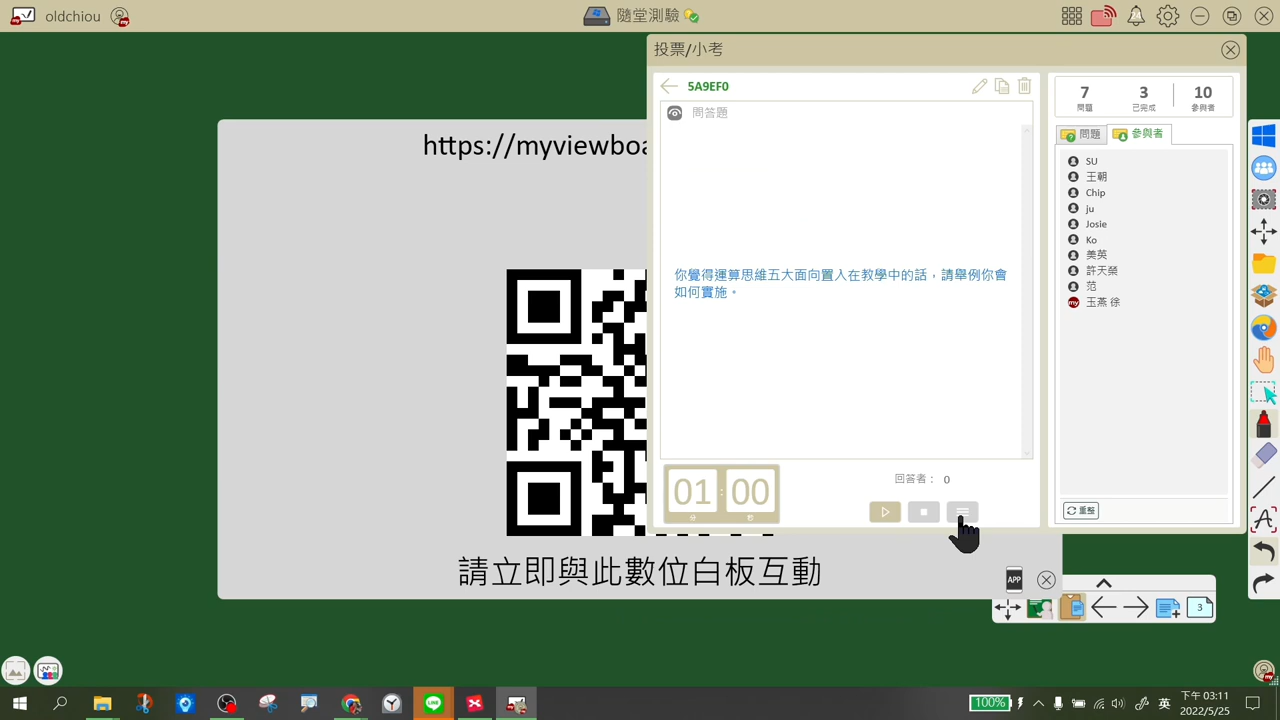 oldchiou
隨堂測驗
投票/小考
5A9EF0
問答題
7
問題
3
已完成
10
參與者
問題
參與者
SU
王朝
Chip
ju
Josie
Ko
美英
許天榮
范
my 王燕 徐
重整
https://myviewboa
你覺得運算思維五大面向置入在教學中的話，請舉例你會
如何實施。
01 : 00
分
秒
回答者： 0
請立即與此數位白板互動
APP
3
LINE
100%
英
下午 03:11
2022/5/25